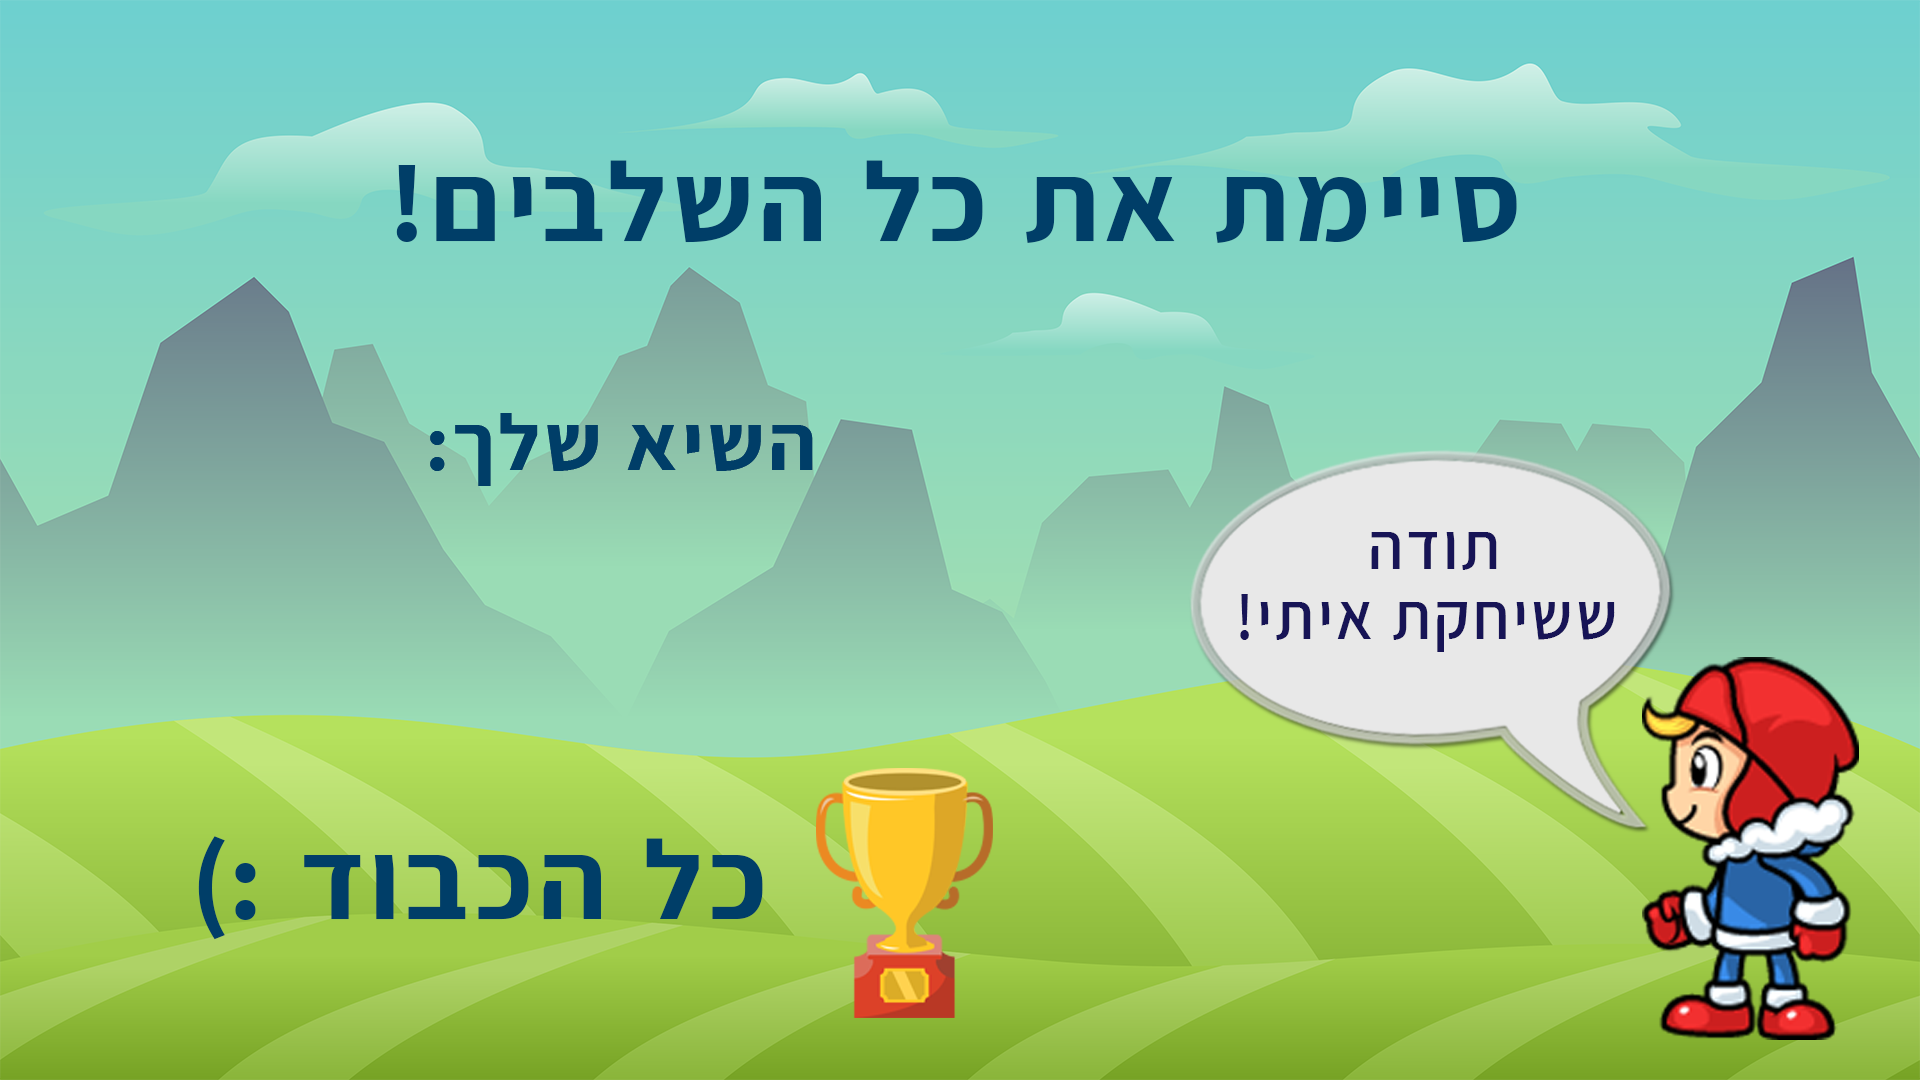 סיימת את כל השלבים!
השיא שלך:
תודה
ששיחקת איתי!
כל הכבוד :)